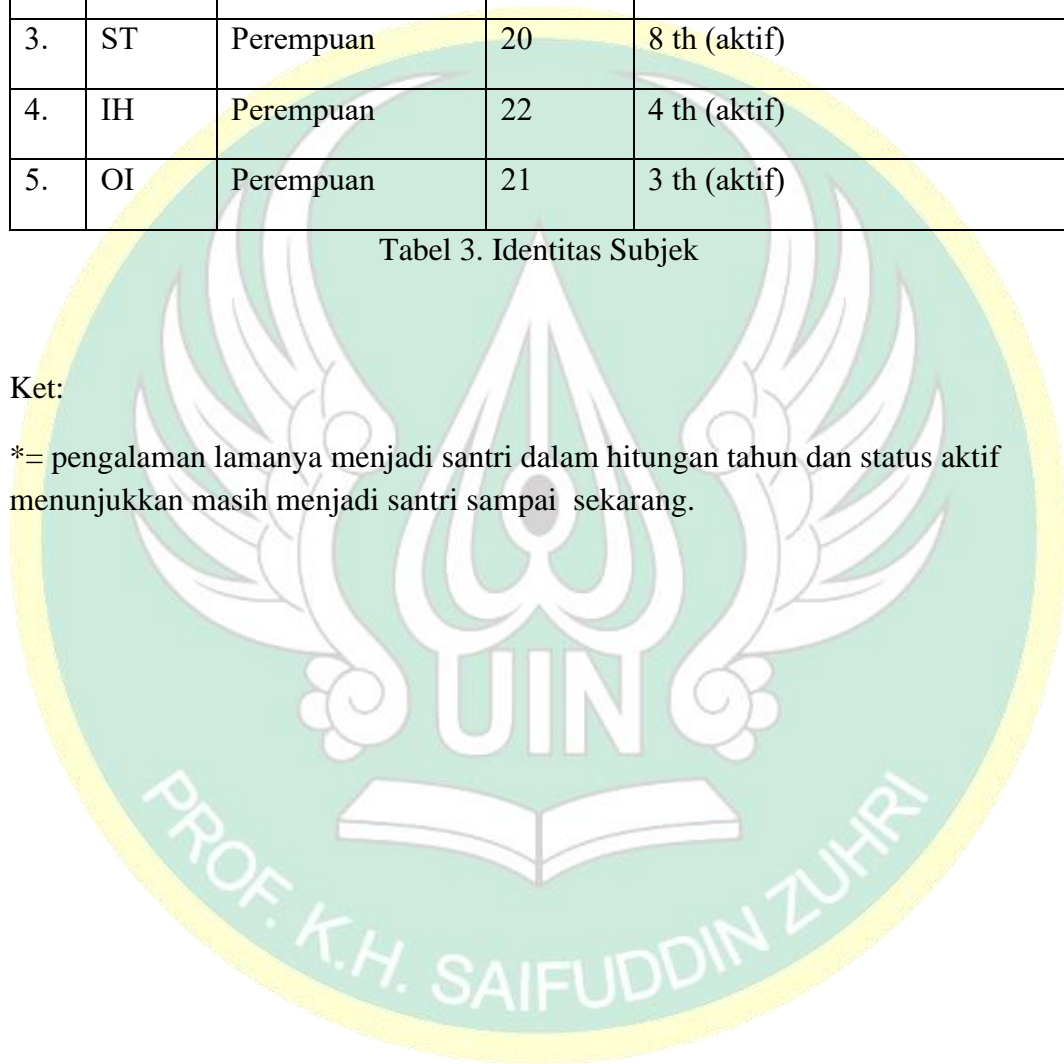 3. ST Perempuan 20 8 th (aktif)
4. IH Perempuan 22 4 th (aktif)
5. OI Perempuan 21 3 th (aktif)
Tabel 3. Identitas Subjek
Ket:
*= pengalaman lamanya menjadi santri dalam hitungan tahun dan status aktif
menunjukkan masih menjadi santri sampai sekarang.
UIN
PROF. K.H. SAIFUDDIN ZUHRI